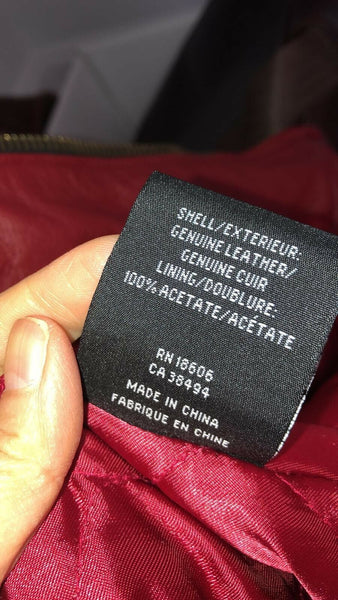 SHELL/EXTERIEUR:
GENUINE LEATHER/
GENUINE CUIR
LINING/DOUBLURE:
100% ACETATE/ACÉTATE
RN 18606
CA 38494
MADE IN CHINA
FABRIQUE EN CHINE